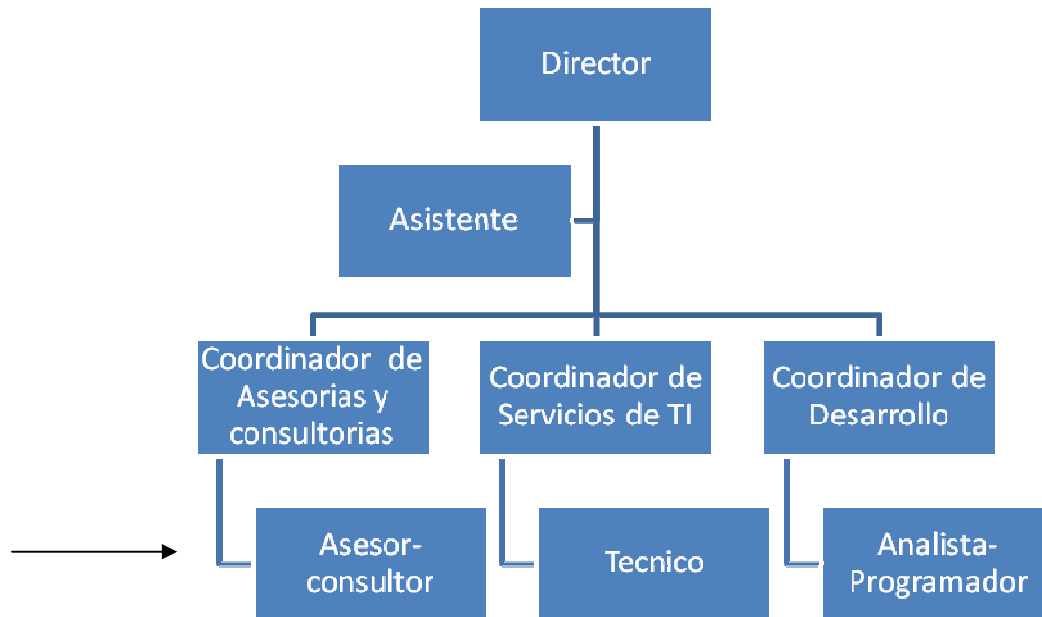 Director
Asistente
Coordinador de
Asesorias y
consultorias
Coordinador de
Servicios de TI
Coordinador de
Desarrollo
Asesor-
consultor
Tecnico
Analista-
Programador